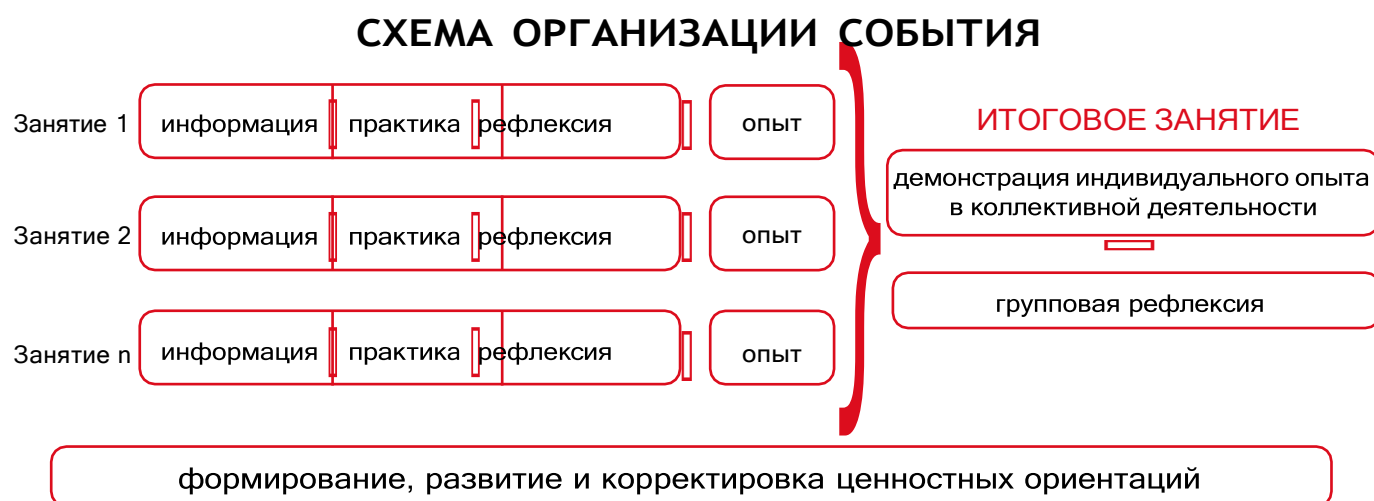 СХЕМА ОРГАНИЗАЦИИ СОБЫТИЯ
Занятие 1 информация практика рефлексия опыт
Занятие 2 информация практика рефлексия опыт
Занятие n информация практика рефлексия опыт
ИТОГОВОЕ ЗАНЯТИЕ
демонстрация индивидуального опыта
в коллективной деятельности
групповая рефлексия
формирование, развитие и корректировка ценностных ориентаций